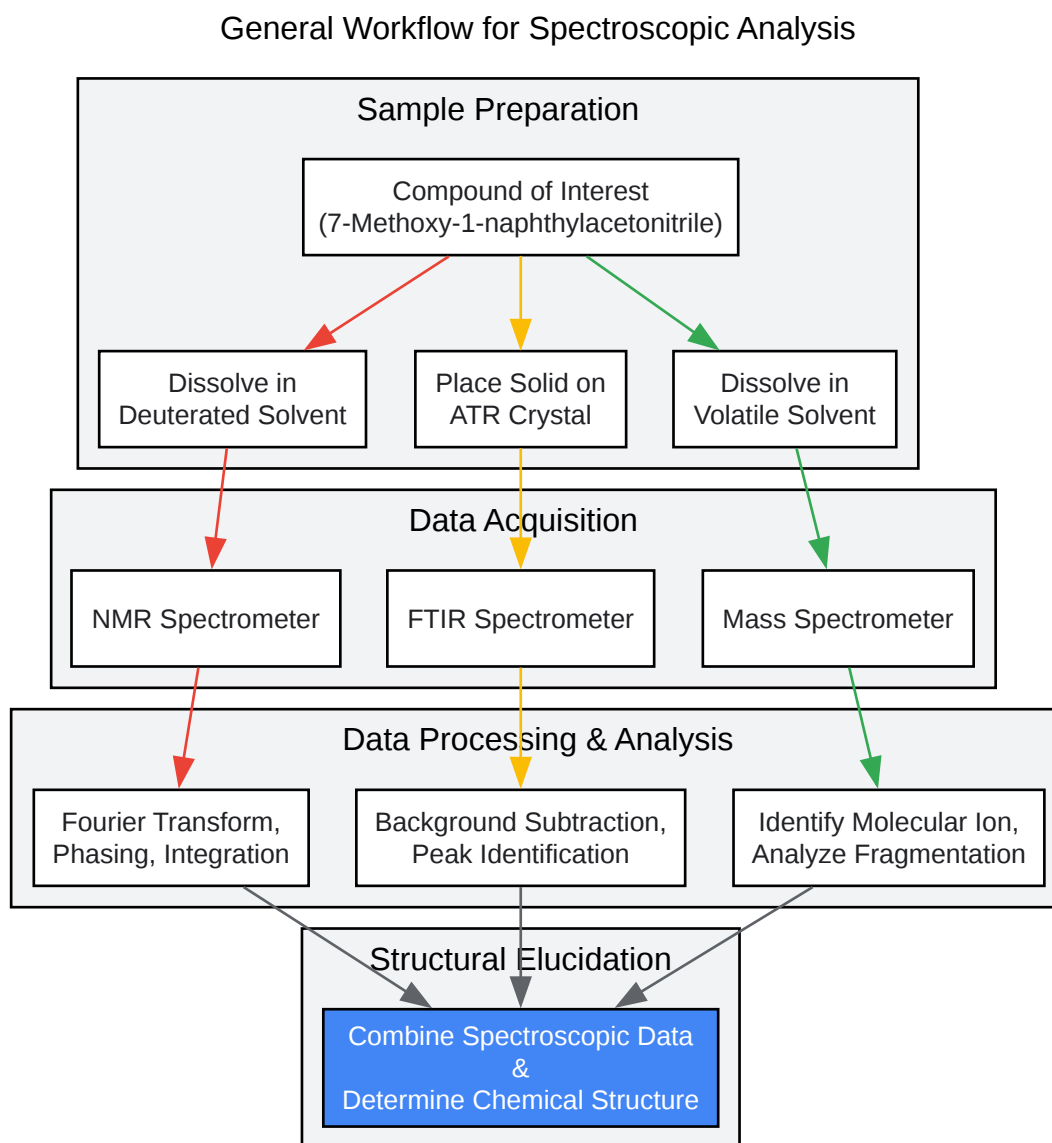 General Workflow for Spectroscopic Analysis
Sample Preparation
Compound of Interest
(7-Methoxy-1-naphthylacetonitrile)
Dissolve in
Deuterated Solvent
Place Solid on
ATR Crystal
Dissolve in
Volatile Solvent
Data Acquisition
NMR Spectrometer
FTIR Spectrometer
Mass Spectrometer
Data Processing & Analysis
Fourier Transform,
Phasing, Integration
Background Subtraction,
Peak Identification
Identify Molecular Ion,
Analyze Fragmentation
Structural Elucidation
Combine Spectroscopic Data
&
Determine Chemical Structure